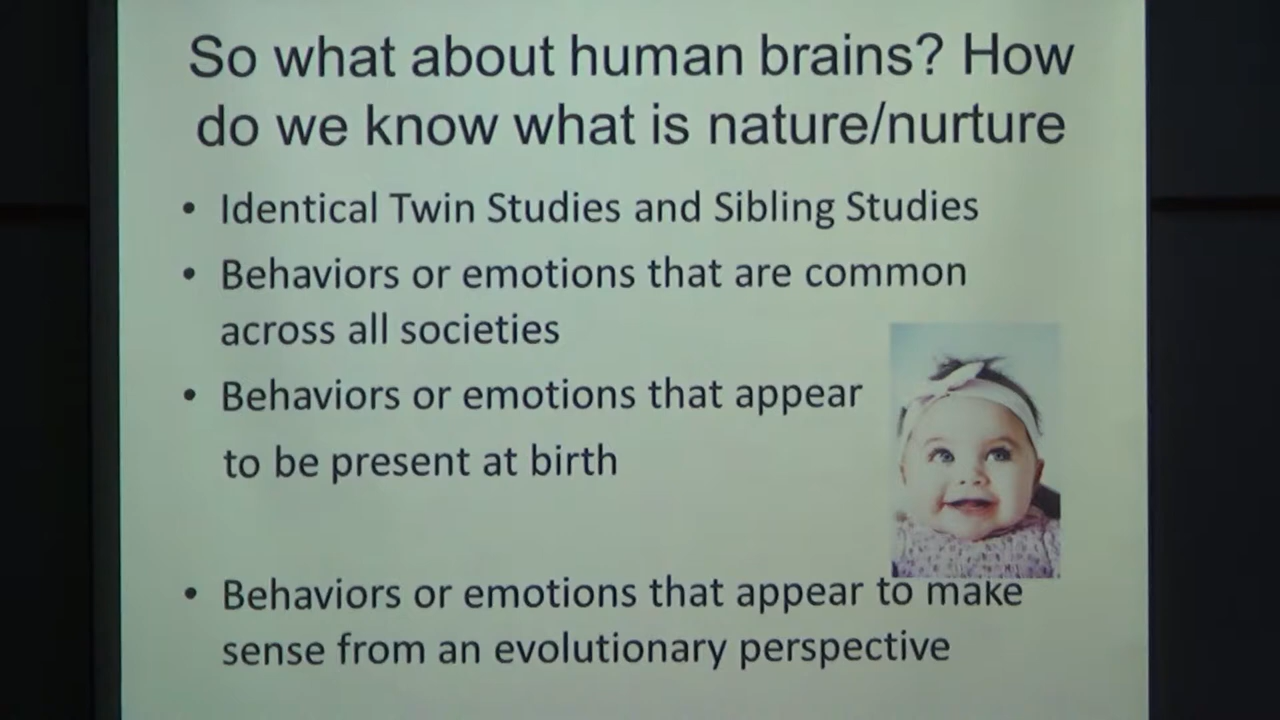 So what about human brains? How
do we know what is nature/nurture
• Identical Twin Studies and Sibling Studies
• Behaviors or emotions that are common
across all societies
• Behaviors or emotions that appear
to be present at birth
• Behaviors or emotions that appear to make
sense from an evolutionary perspective